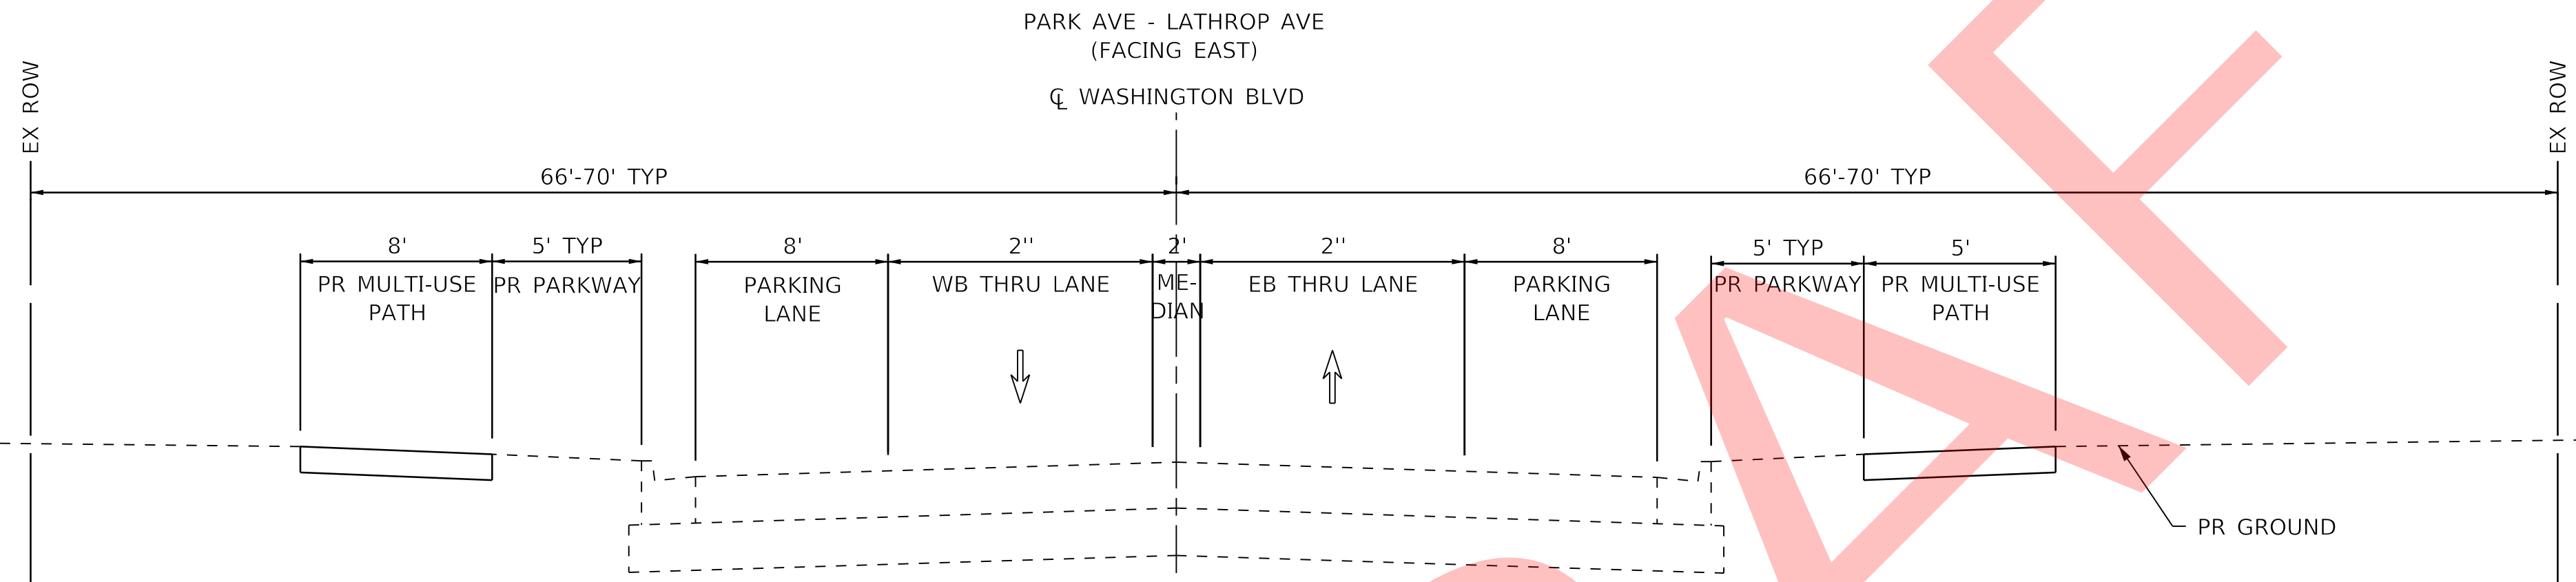 PARK AVE - LATHROP AVE
(FACING EAST)
℄ WASHINGTON BLVD
EX ROW
EX ROW
66'-70' TYP
66'-70' TYP
8'
5' TYP
8'
2''
2'
2''
8'
5' TYP
5'
PR MULTI-USE
PATH
PR PARKWAY
PARKING
LANE
WB THRU LANE
ME-
DIAN
EB THRU LANE
PARKING
LANE
PR PARKWAY
PR MULTI-USE
PATH
PR GROUND